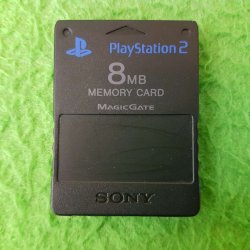 PlayStation 2
8MB
MEMORY CARD
MAGICGATE
SONY